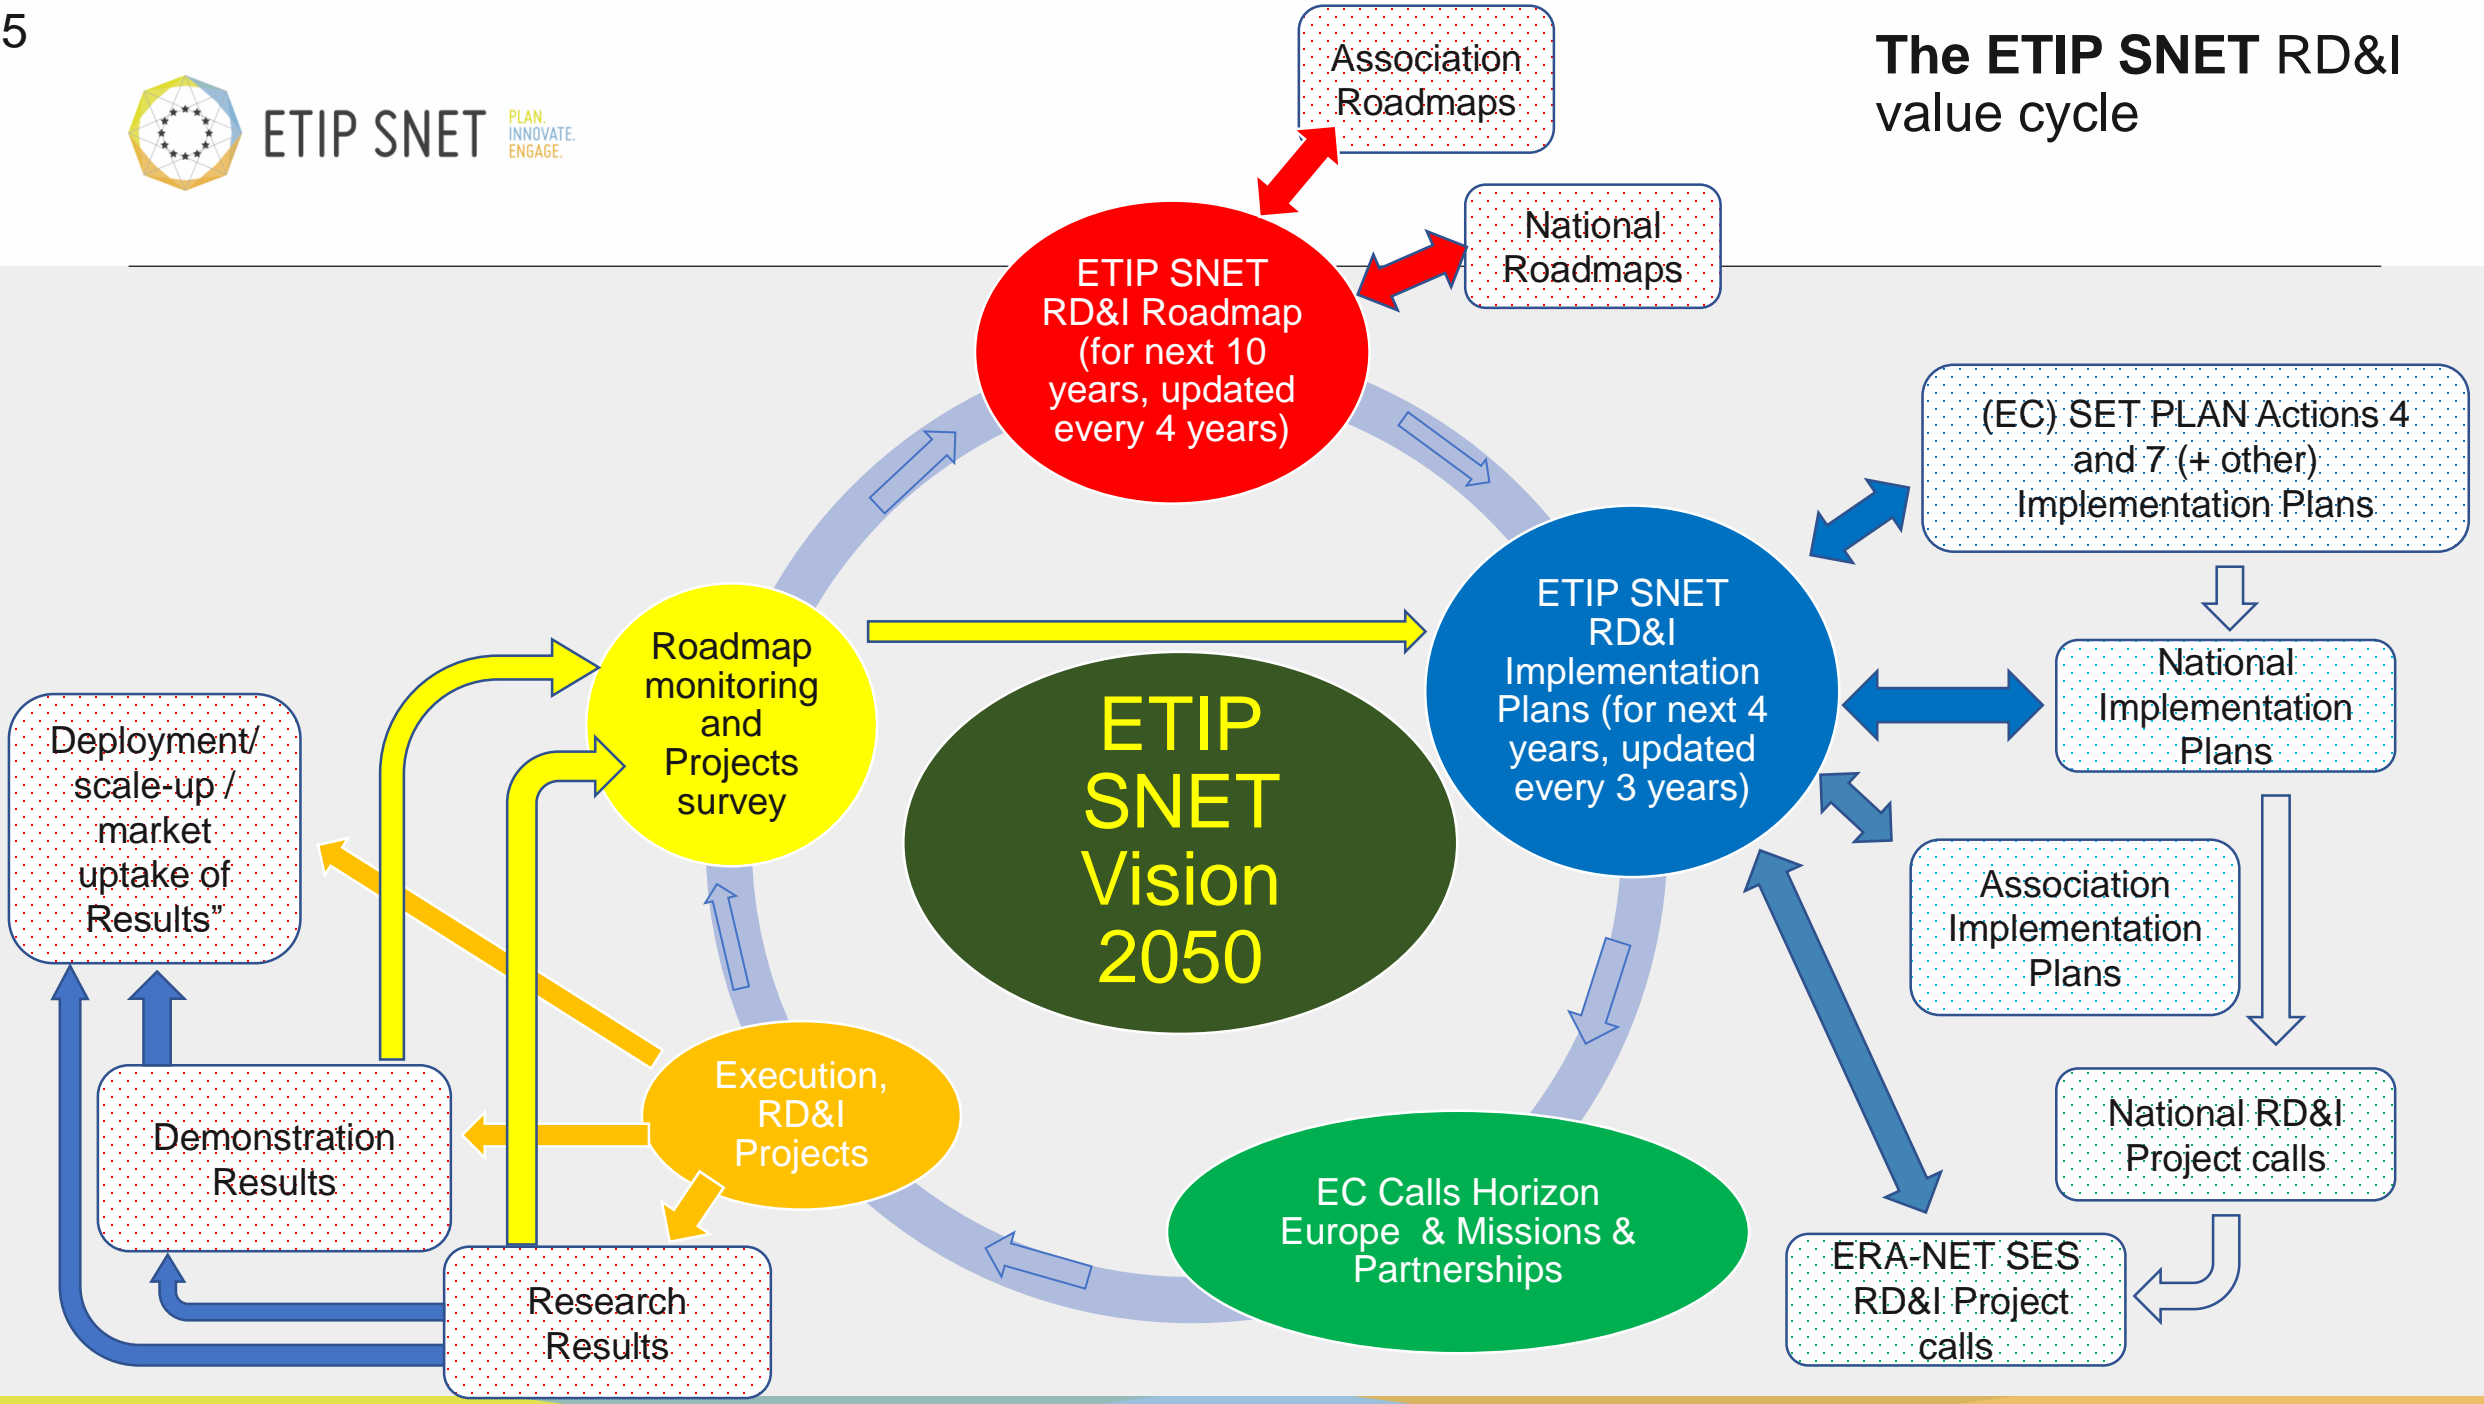 5
ETIP SNET
PLAN.
INNOVATE.
ENGAGE.
The ETIP SNET RD&I
value cycle
Association
Roadmaps
National
Roadmaps
ETIP SNET
RD&I Roadmap
(for next 10
years, updated
every 4 years)
(EC) SET PLAN Actions 4
and 7 (+ other)
Implementation Plans
ETIP SNET
RD&I
Implementation
Plans (for next 4
years, updated
every 3 years)
National
Implementation
Plans
Association
Implementation
Plans
National RD&I
Project calls
ERA-NET SES
RD&I Project
calls
Roadmap
monitoring
and
Projects
survey
ETIP
SNET
Vision
2050
Deployment/
scale-up /
market
uptake of
Results”
Execution,
RD&I
Projects
Demonstration
Results
Research
Results
EC Calls Horizon
Europe  & Missions &
Partnerships